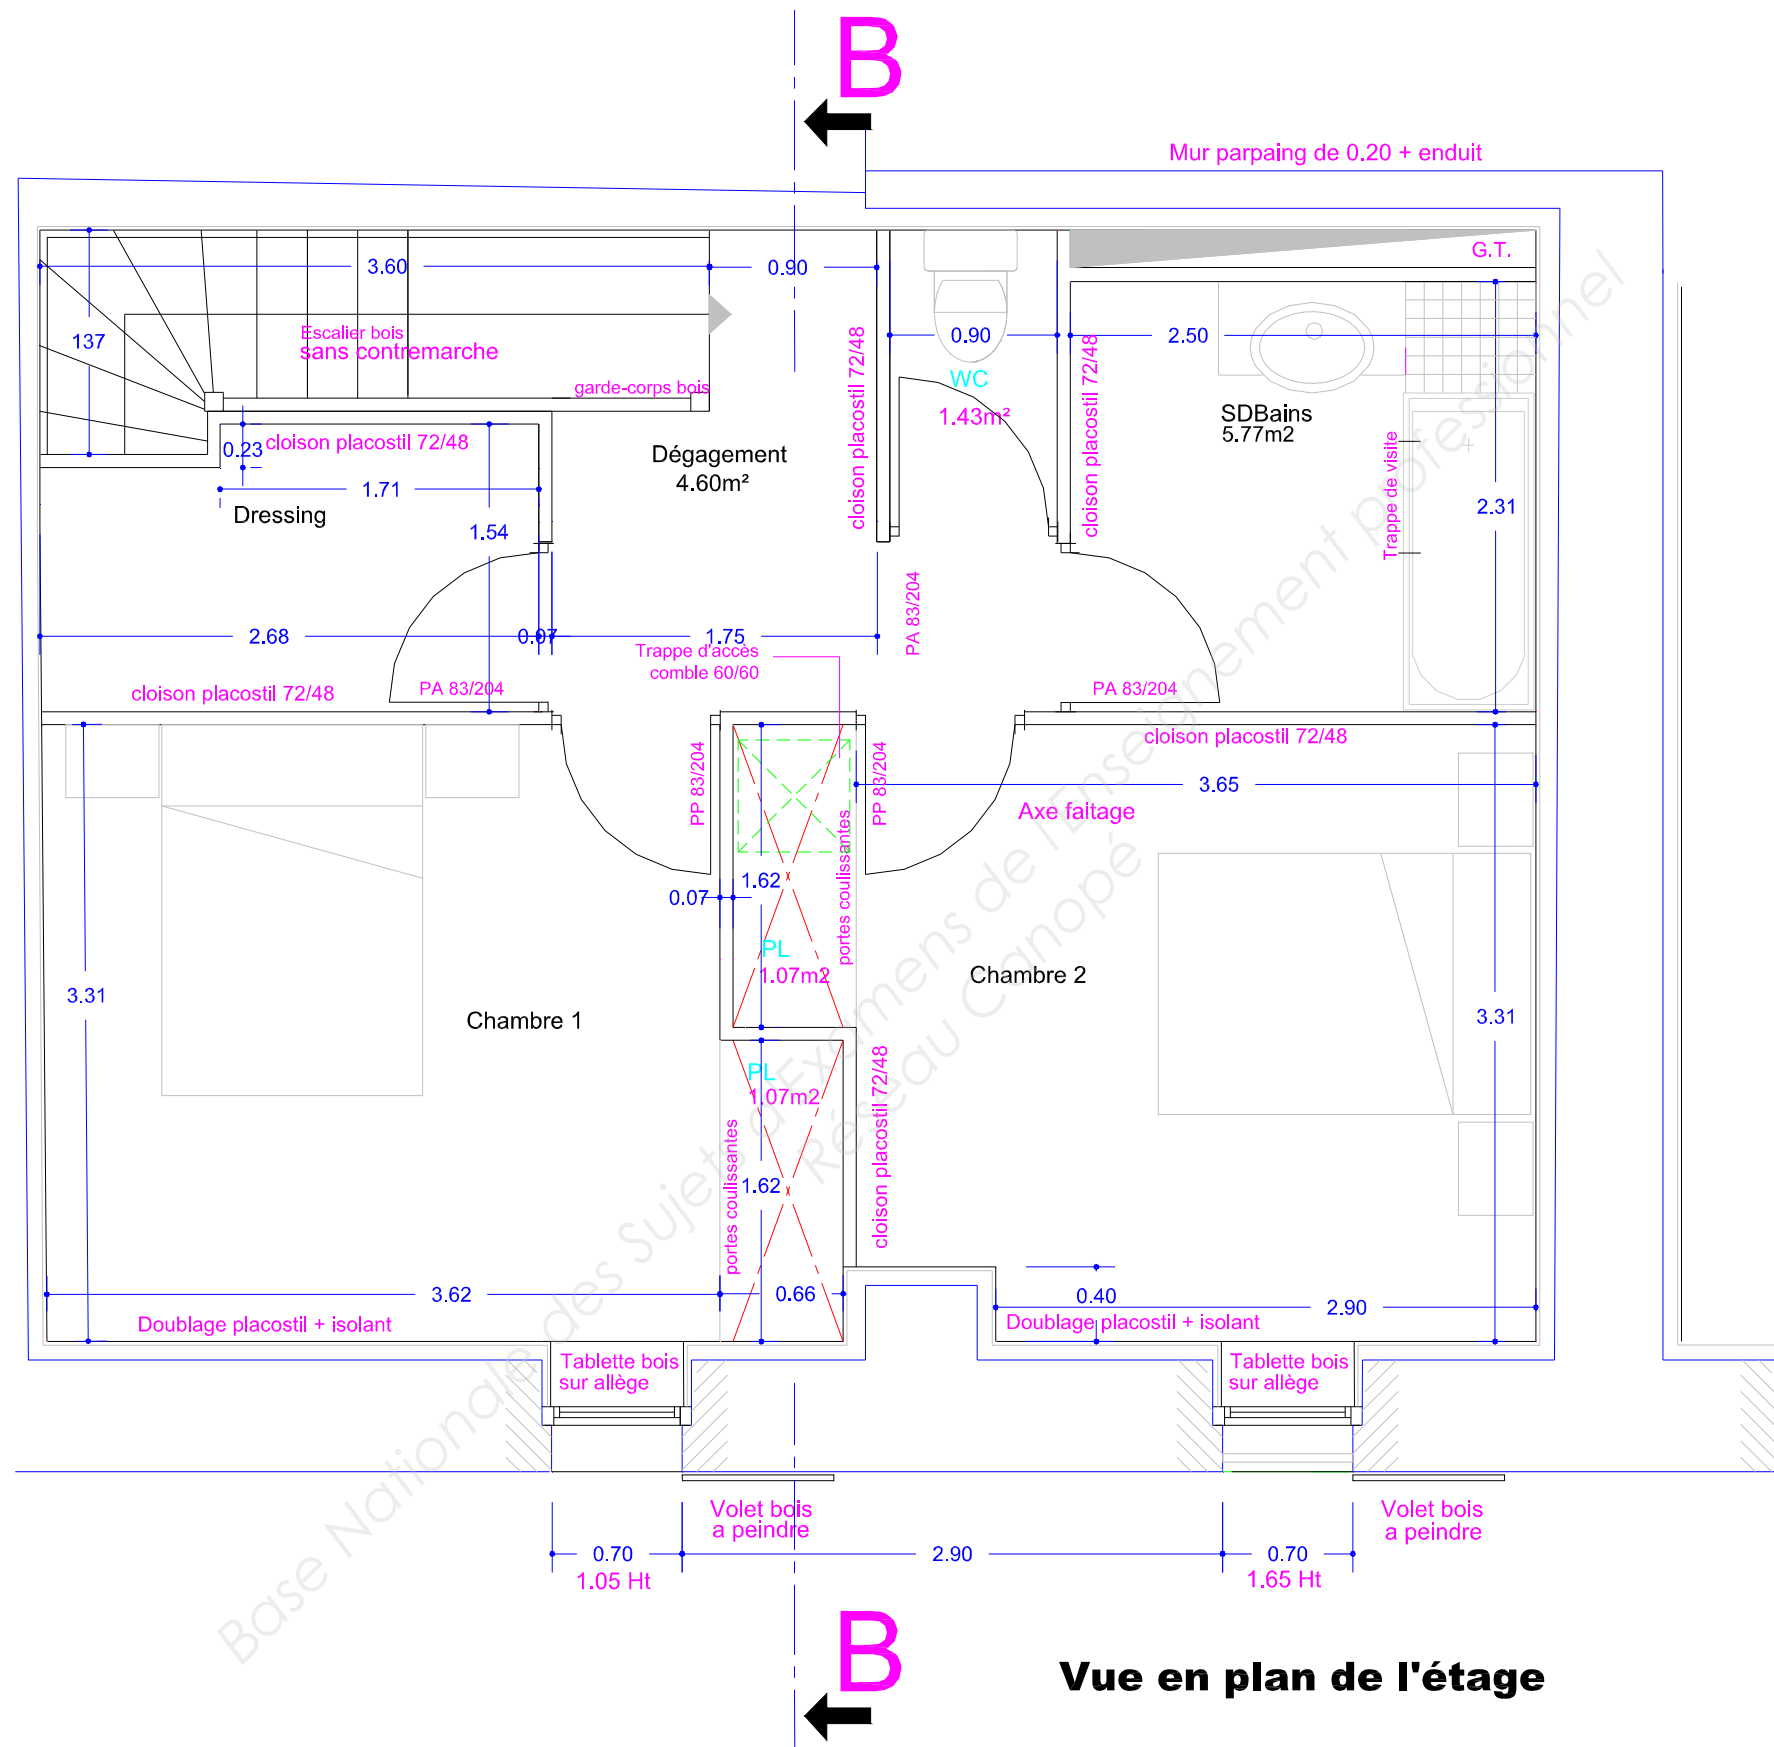 B
Mur parpaing de 0.20 + enduit
G.T.
3.60
0.90
137
Escalier bois
sans contremarche
garde-corps bois
0.90
WC
1.43m²
2.50
cloison placostil 72/48
cloison placostil 72/48
SDBains
5.77m2
Trappe de visite
2.31
0.23
cloison placostil 72/48
Dégagement
4.60m²
1.71
Dressing
1.54
2.68
0.07
1.75
PA 83/204
Trappe d'accès
comble 60/60
cloison placostil 72/48
PA 83/204
PA 83/204
cloison placostil 72/48
PP 83/204
PP 83/204
3.65
Axe faitage
portes coulissantes
0.07
1.62
PL
1.07m2
Chambre 2
3.31
Chambre 1
3.31
PL
1.07m2
cloison placostil 72/48
portes coulissantes
1.62
3.62
0.66
0.40
2.90
Doublage placostil + isolant
Doublage placostil + isolant
Tablette bois
sur allège
Tablette bois
sur allège
Volet bois
a peindre
Volet bois
a peindre
0.70
2.90
0.70
1.05 Ht
1.65 Ht
B
Vue en plan de l'étage
Base Nationale des Sujets d'Examens de l'Enseignement professionnel
Réseau Canopé